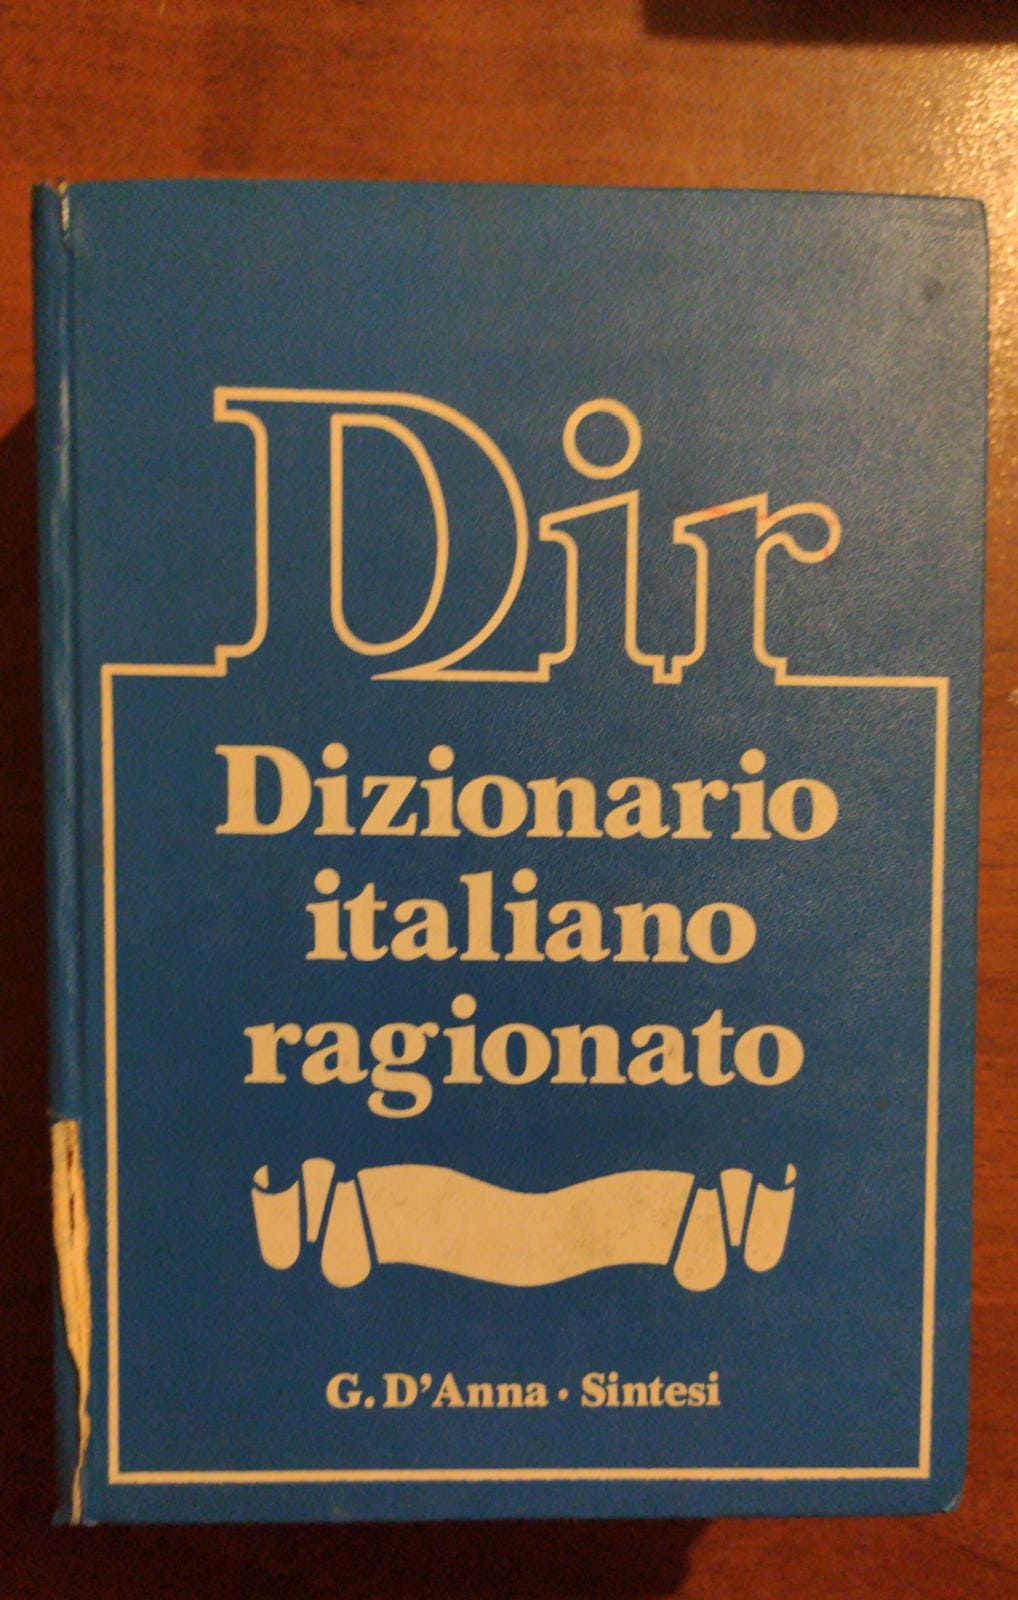 Dir
Dizionario
italiano
ragionato
G. D'Anna · Sintesi